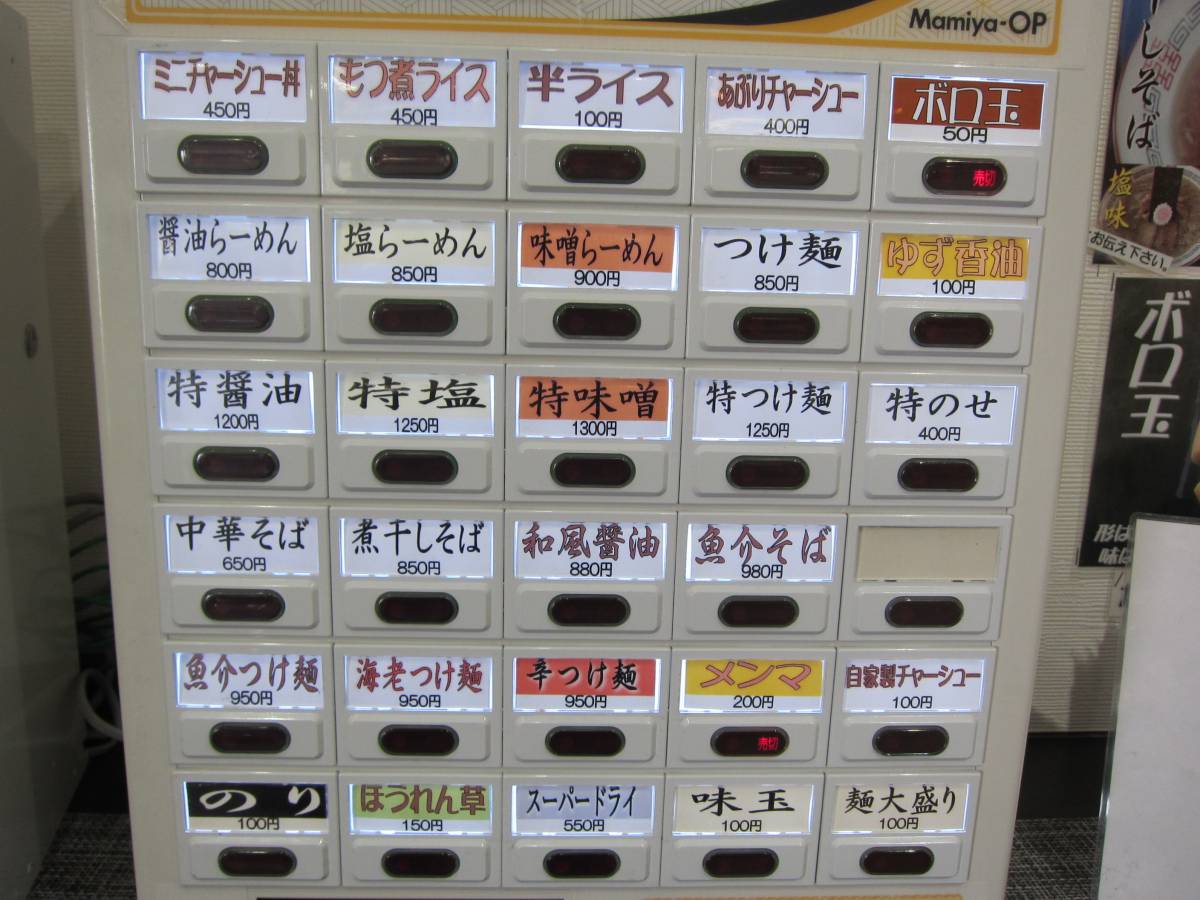 Mamiya-OP
ミニチャーシュー丼
450円
もつ煮ライス
450円
半ライス
100円
あぶりチャーシュー
400円
ボロ玉
50円
売切
醤油らーめん
800円
塩らーめん
850円
味噌らーめん
900円
つけ麺
850円
ゆず香油
100円
特醤油
1200円
特塩
1250円
特味噌
1300円
特つけ麺
1250円
特のせ
400円
中華そば
650円
煮干しそば
850円
和風醤油
880円
魚介そば
980円
魚介つけ麺
950円
海老つけ麺
950円
辛つけ麺
950円
メンマ
200円
売切
自家製チャーシュー
100円
のり
100円
ほうれん草
150円
スーパードライ
550円
味玉
100円
麺大盛り
100円
しそば
塩味
お伝え下さい。
ボロ玉
形は
味は